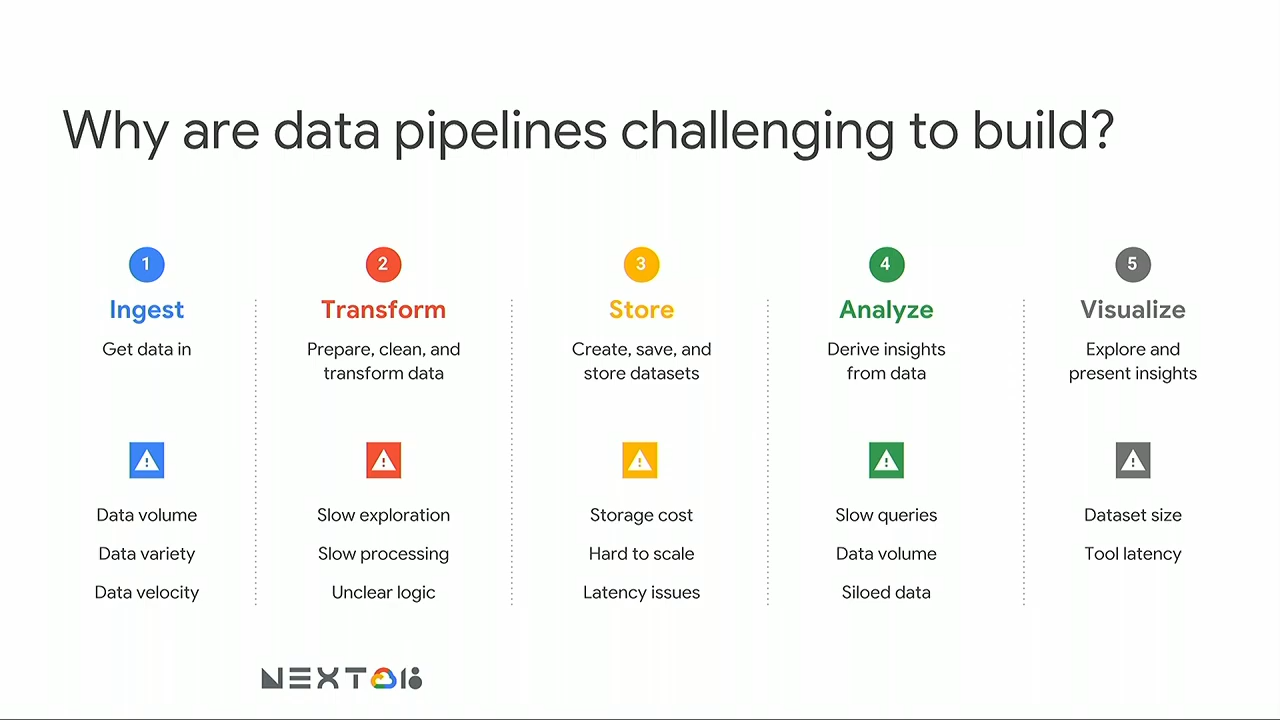 Why are data pipelines challenging to build?
1
Ingest
Get data in
Data volume
Data variety
Data velocity
2
Transform
Prepare, clean, and
transform data
Slow exploration
Slow processing
Unclear logic
3
Store
Create, save, and
store datasets
Storage cost
Hard to scale
Latency issues
4
Analyze
Derive insights
from data
Slow queries
Data volume
Siloed data
5
Visualize
Explore and
present insights
Dataset size
Tool latency
NEXT 18